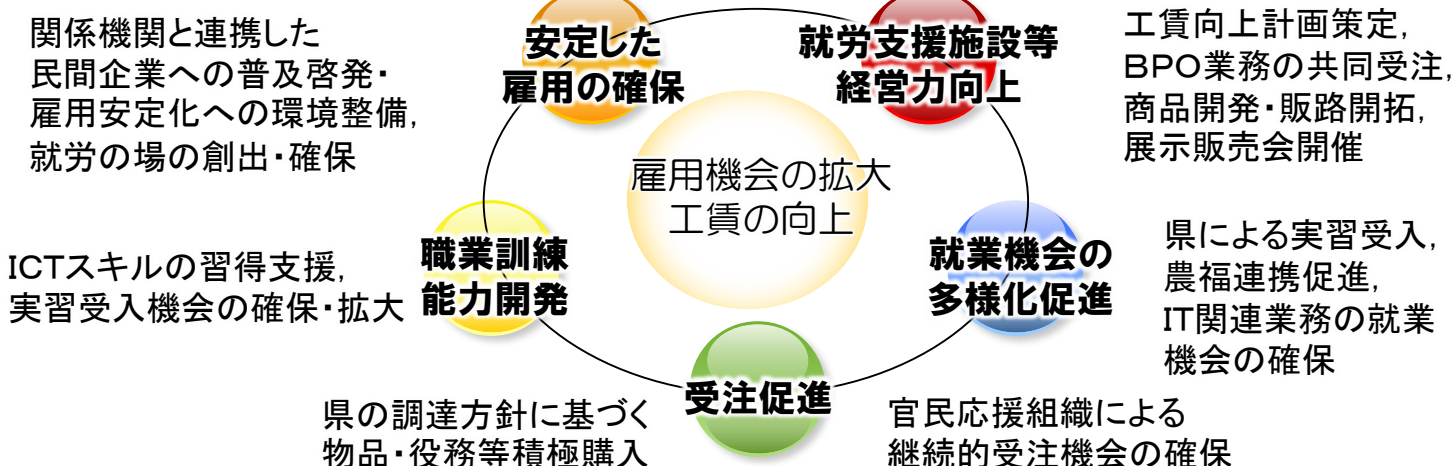 関係機関と連携した
民間企業への普及啓発・
雇用安定化への環境整備,
就労の場の創出・確保
安定した
雇用の確保
就労支援施設等
経営力向上
工賃向上計画策定,
BPO業務の共同受注,
商品開発・販路開拓,
展示販売会開催
雇用機会の拡大
工賃の向上
ICTスキルの習得支援,
実習受入機会の確保・拡大
職業訓練
能力開発
就業機会の
多様化促進
県による実習受入,
農福連携促進,
IT関連業務の就業
機会の確保
受注促進
県の調達方針に基づく
物品・役務等積極購入
官民応援組織による
継続的受注機会の確保